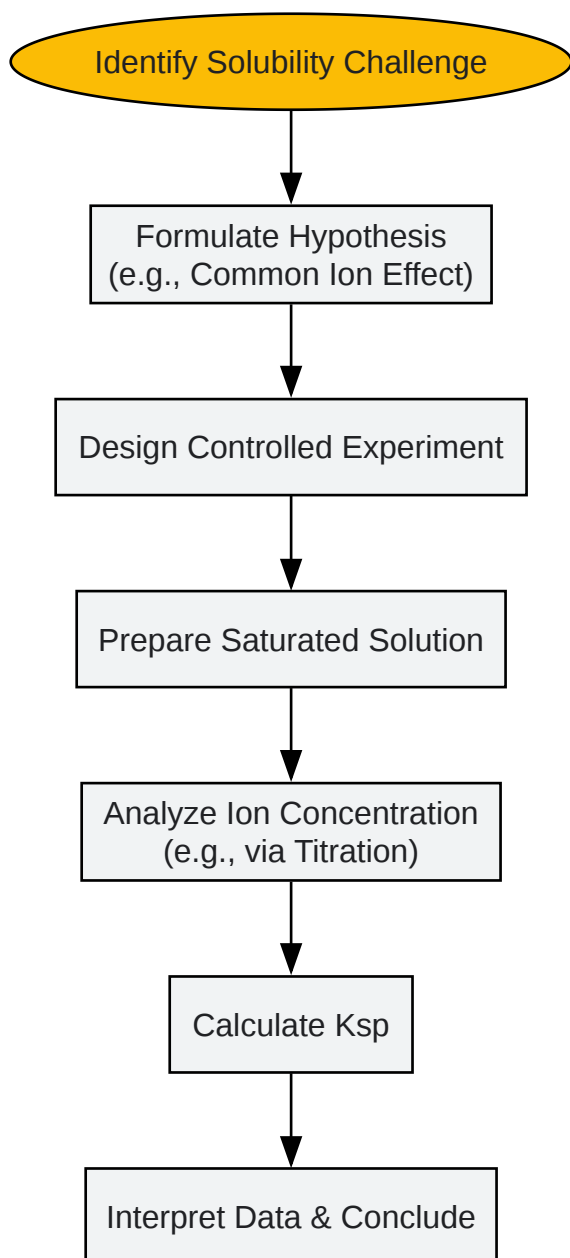 Identify Solubility Challenge
Formulate Hypothesis
(e.g., Common Ion Effect)
Design Controlled Experiment
Prepare Saturated Solution
Analyze Ion Concentration
(e.g., via Titration)
Calculate Ksp
Interpret Data & Conclude